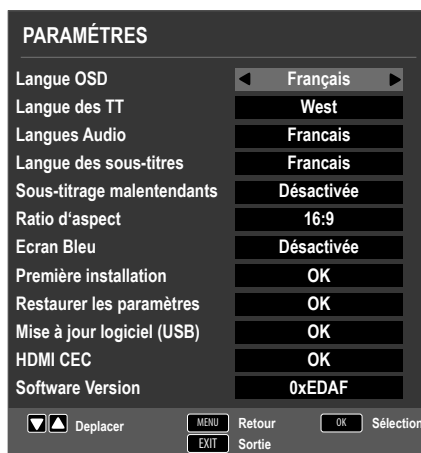 PARAMÉTRES
Langue OSD Français
Langue des TT West
Langues Audio Francais
Langue des sous-titres Francais
Sous-titrage malentendants Désactivée
Ratio d‘aspect 16:9
Ecran Bleu Désactivée
Première installation OK
Restaurer les paramètres OK
Mise à jour logiciel (USB) OK
HDMI CEC OK
Software Version 0xEDAF
Deplacer MENU Retour OK Sélection
EXIT Sortie